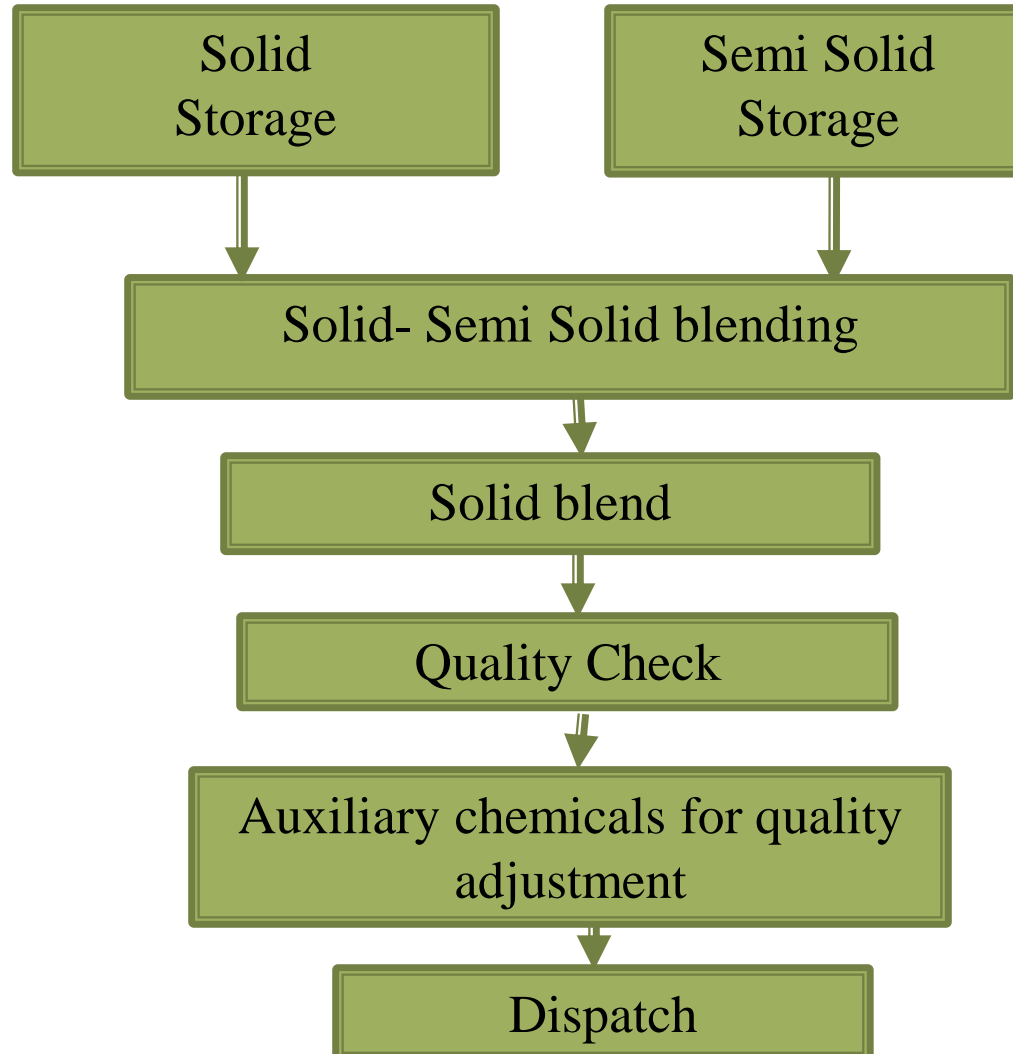 Solid
Storage
Semi Solid
Storage
Solid- Semi Solid blending
Solid blend
Quality Check
Auxiliary chemicals for quality
adjustment
Dispatch